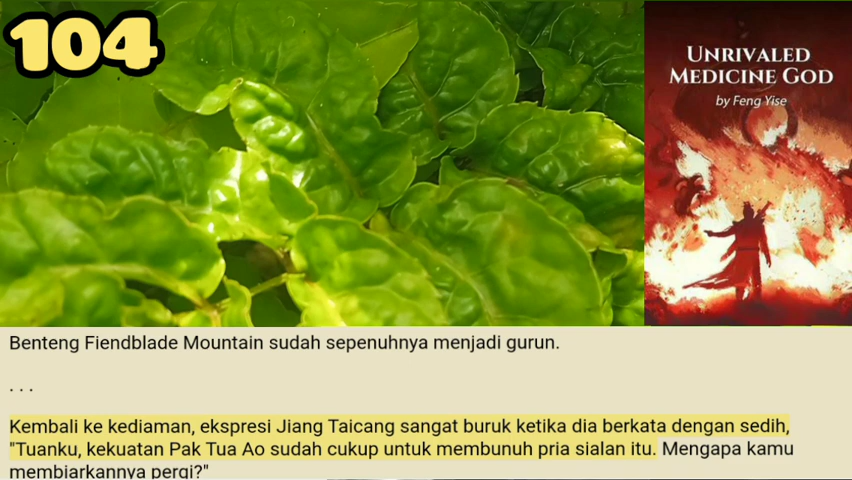 104
UNRIVALED
MEDICINE GOD
by Feng Yise
Benteng Fiendblade Mountain sudah sepenuhnya menjadi gurun.
. . .
Kembali ke kediaman, ekspresi Jiang Taicang sangat buruk ketika dia berkata dengan sedih,
"Tuanku, kekuatan Pak Tua Ao sudah cukup untuk membunuh pria sialan itu. Mengapa kamu
membiarkannya pergi?"